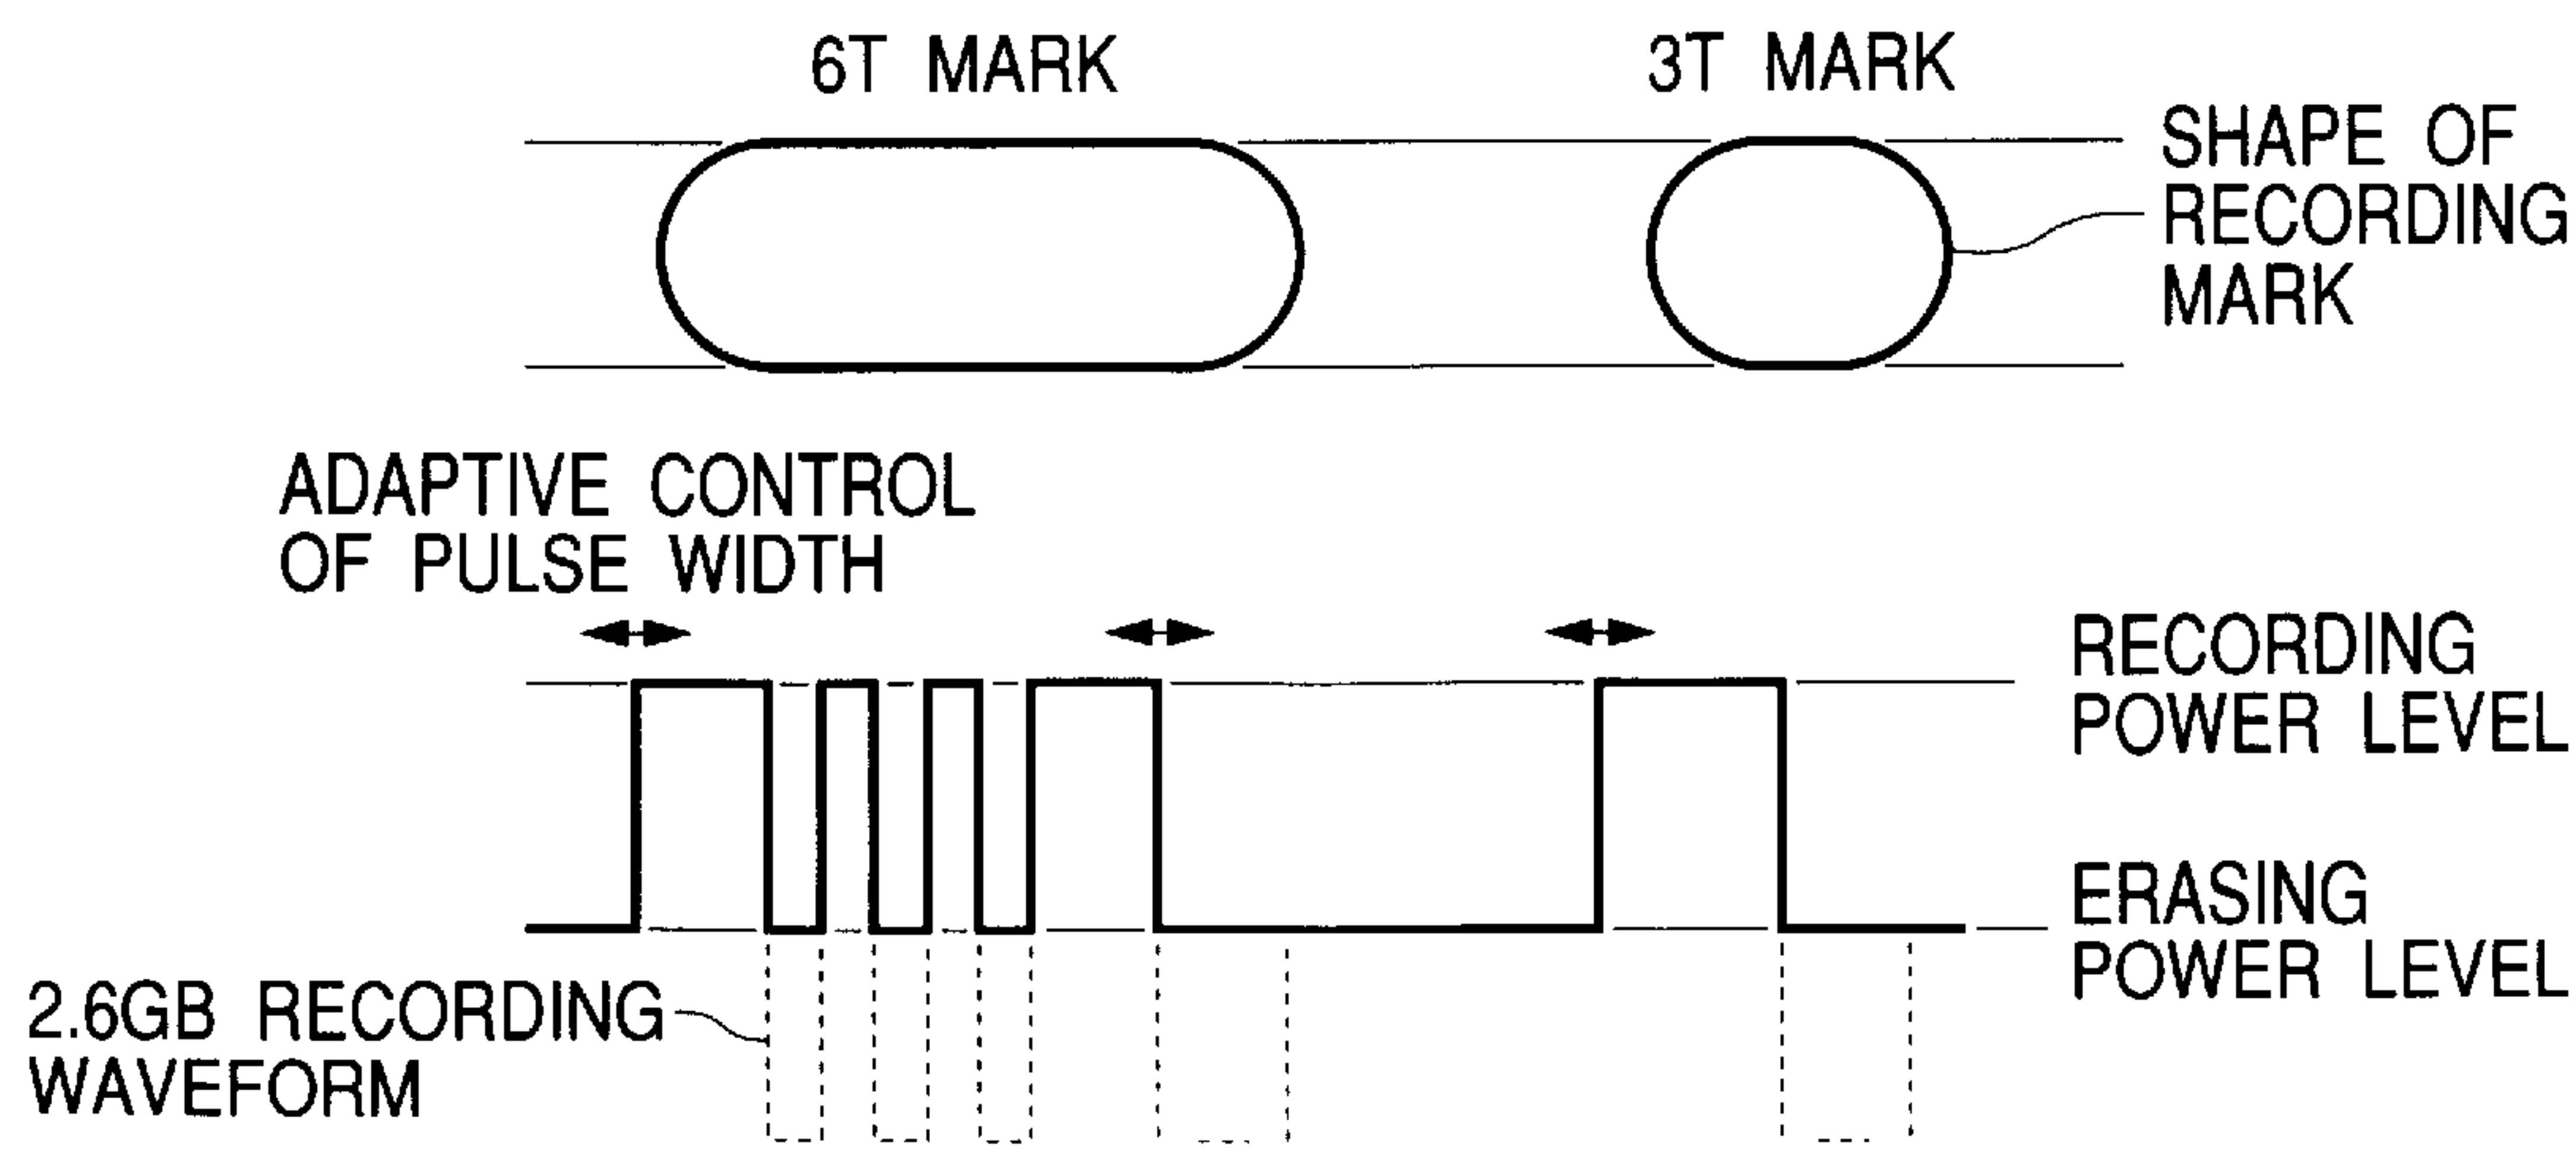 6T MARK
3T MARK
SHAPE OF
RECORDING
MARK
ADAPTIVE CONTROL
OF PULSE WIDTH
RECORDING
POWER LEVEL
ERASING
POWER LEVEL
2.6GB RECORDING
WAVEFORM